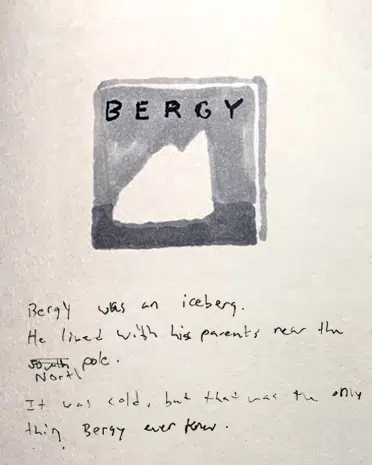 BERGY
Bergy was an iceberg.
He lived with his parents near the
South pole.
North
It was cold, but that was the only
thing Bergy ever knew.